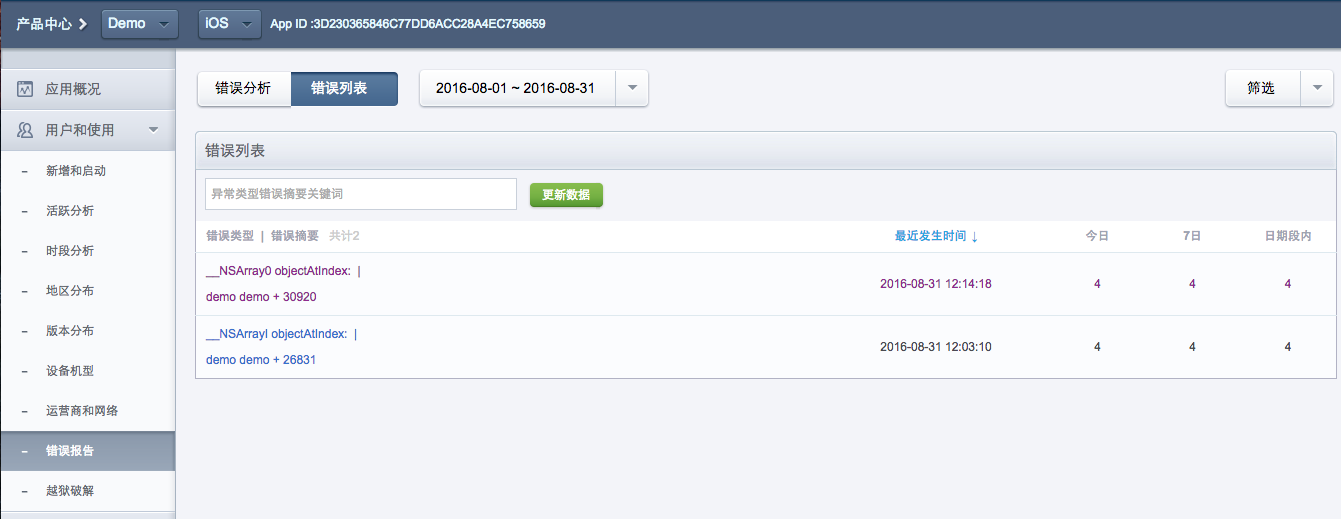 产品中心 Demo iOS App ID :3D230365846C77DD6ACC28A4EC758659
应用概况
用户和使用
- 新增和启动
- 活跃分析
- 时段分析
- 地区分布
- 版本分布
- 设备机型
- 运营商和网络
- 错误报告
- 越狱破解
错误分析 错误列表 2016-08-01 ~ 2016-08-31 筛选
错误列表
异常类型错误摘要关键词 更新数据
错误类型 | 错误摘要 共计2 最近发生时间 ↓ 今日 7日 日期段内
__NSArray0 objectAtIndex: |
demo demo + 30920
2016-08-31 12:14:18 4 4 4
__NSArrayI objectAtIndex: |
demo demo + 26831
2016-08-31 12:03:10 4 4 4